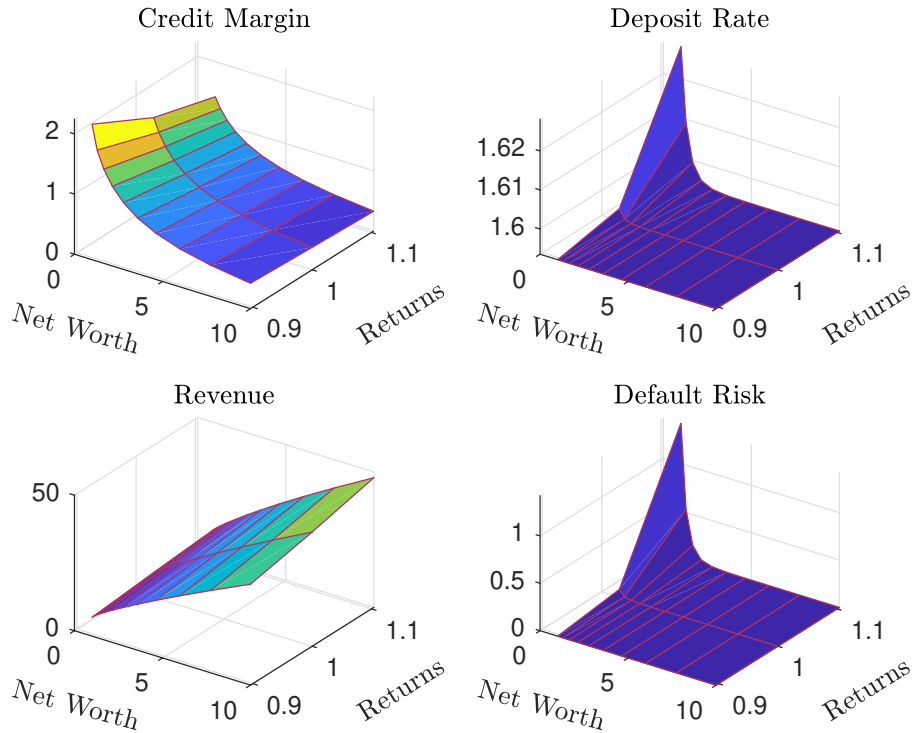 Credit Margin
2
1
0
0
5
10
Net Worth
0.9
1
1.1
Returns
Deposit Rate
1.62
1.61
1.6
0
5
10
Net Worth
0.9
1
1.1
Returns
Revenue
50
0
0
5
10
Net Worth
0.9
1
1.1
Returns
Default Risk
1
0.5
0
0
5
10
Net Worth
0.9
1
1.1
Returns